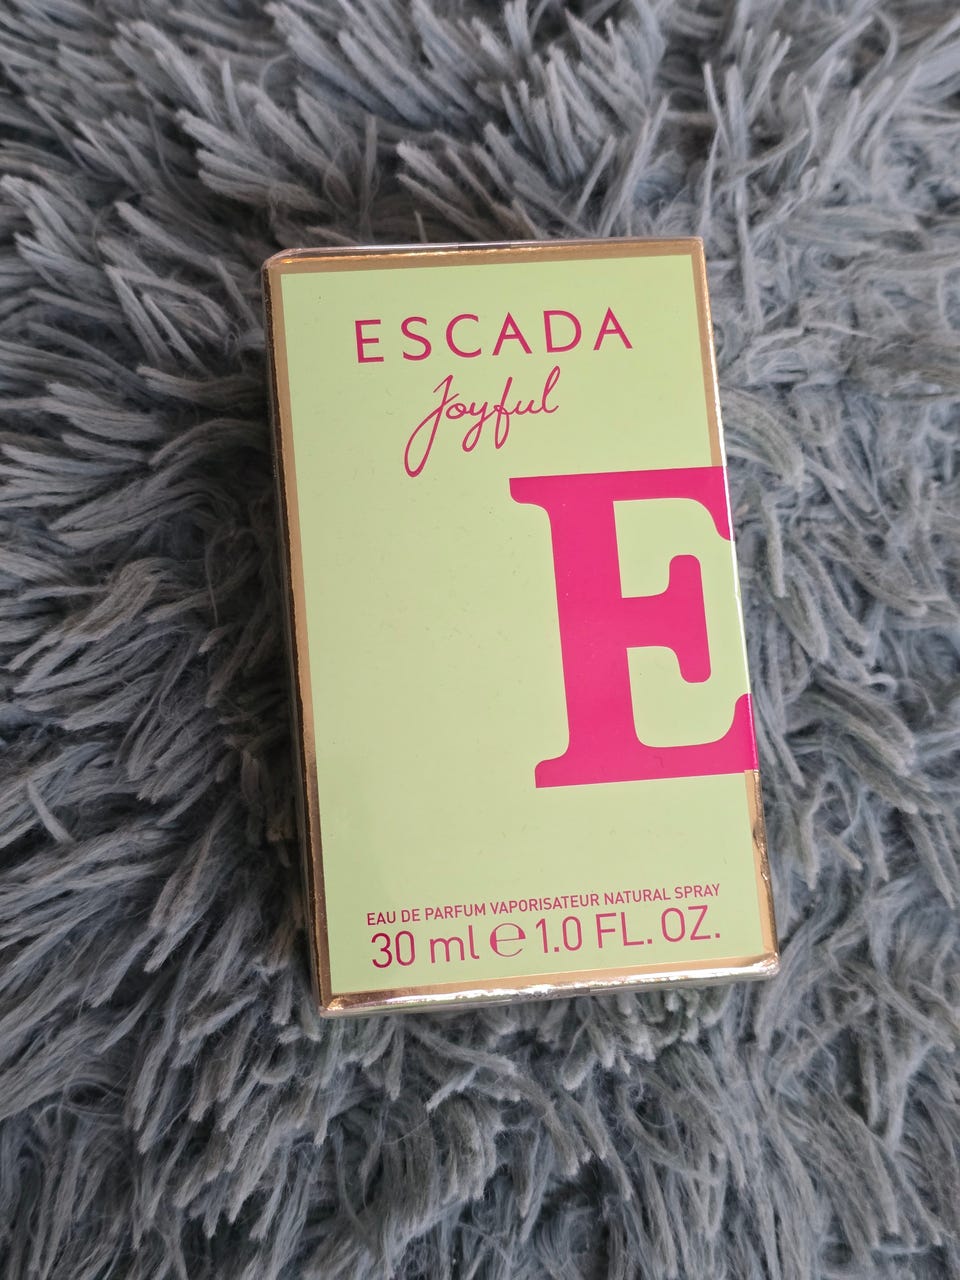 ESCADA
Joyful
E
EAU DE PARFUM VAPORISATEUR NATURAL SPRAY
30 ml ℮ 1.0 FL. OZ.